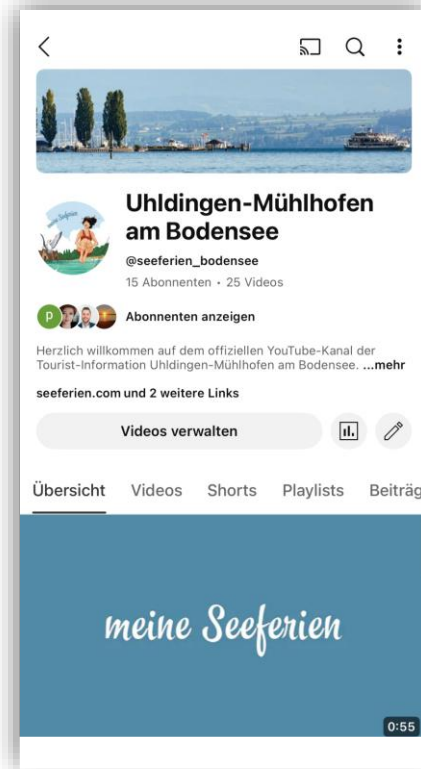 Uhldingen-Mühlhofen
am Bodensee
meine Seeferien
@seeferien_bodensee
15 Abonnenten • 25 Videos
P
Abonnenten anzeigen
Herzlich willkommen auf dem offiziellen YouTube-Kanal der
Tourist-Information Uhldingen-Mühlhofen am Bodensee. ...mehr
seeferien.com und 2 weitere Links
Videos verwalten
Übersicht Videos Shorts Playlists Beiträg
meine Seeferien
0:55